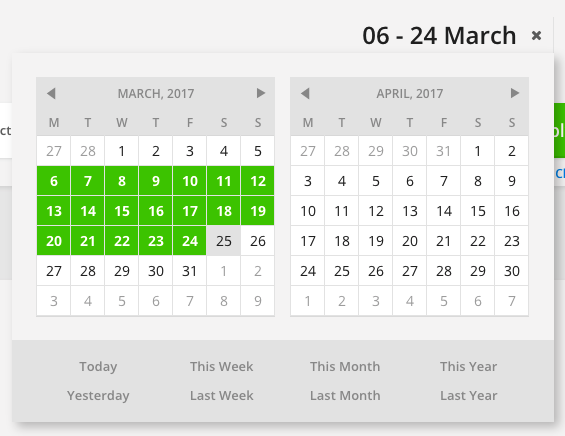 06 - 24 March ×
MARCH, 2017
M T W T F S S
27 28 1 2 3 4 5
6 7 8 9 10 11 12
13 14 15 16 17 18 19
20 21 22 23 24 25 26
27 28 29 30 31 1 2
3 4 5 6 7 8 9
APRIL, 2017
M T W T F S S
27 28 29 30 31 1 2
3 4 5 6 7 8 9
10 11 12 13 14 15 16
17 18 19 20 21 22 23
24 25 26 27 28 29 30
1 2 3 4 5 6 7
Today This Week This Month This Year
Yesterday Last Week Last Month Last Year